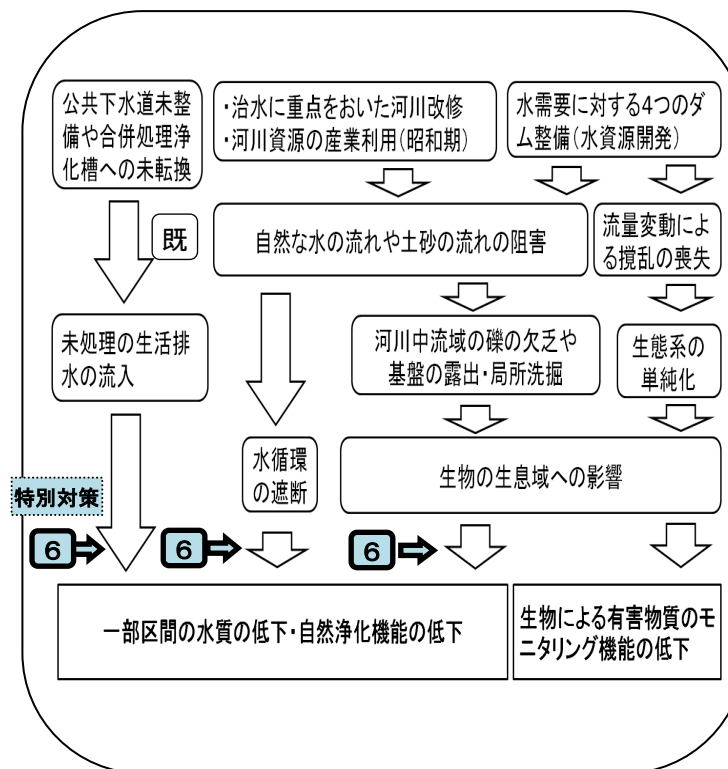 公共下水道未整
備や合併処理浄
化槽への未転換
・治水に重点をおいた河川改修
・河川資源の産業利用(昭和期)
水需要に対する4つのダ
ム整備(水資源開発)
既
自然な水の流れや土砂の流れの阻害
流量変動によ
る撹乱の喪失
未処理の生活排
水の流入
河川中流域の礫の欠乏や
基盤の露出・局所洗掘
生態系の
単純化
水循環
の遮断
生物の生息域への影響
特別対策
6
6
6
一部区間の水質の低下・自然浄化機能の低下
生物による有害物質のモ
ニタリング機能の低下